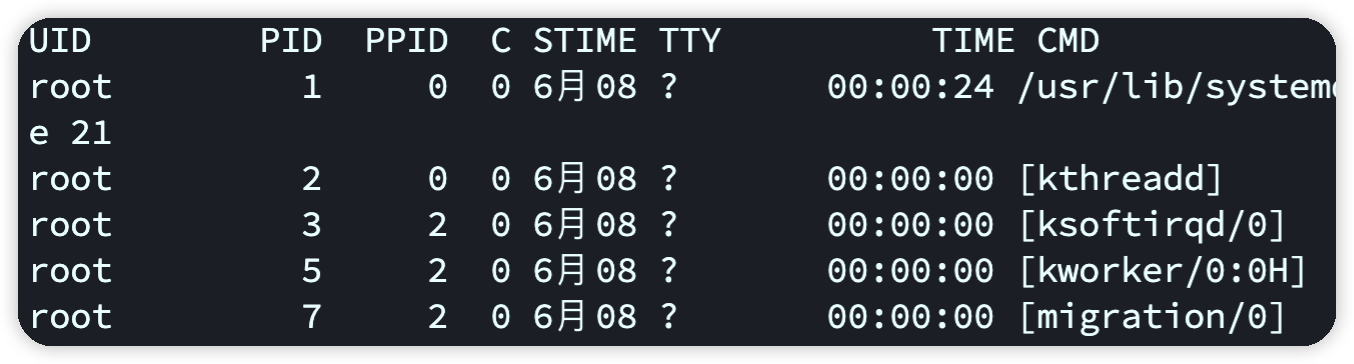 UID PID PPID C STIME TTY TIME CMD
root 1 0 0 6月08 ? 00:00:24 /usr/lib/system
e 21
root 2 0 0 6月08 ? 00:00:00 [kthreadd]
root 3 2 0 6月08 ? 00:00:00 [ksoftirqd/0]
root 5 2 0 6月08 ? 00:00:00 [kworker/0:0H]
root 7 2 0 6月08 ? 00:00:00 [migration/0]